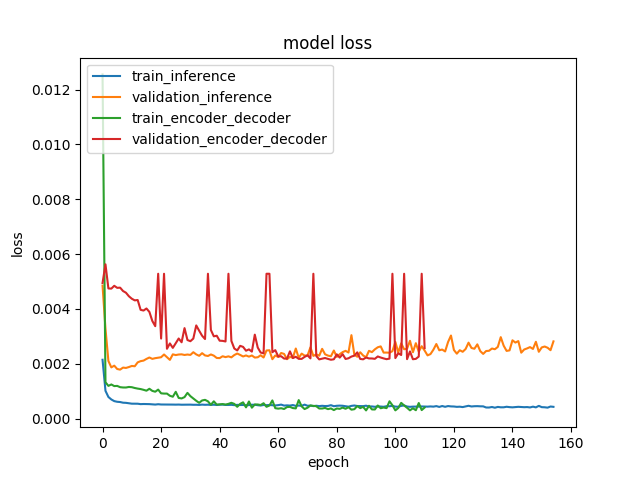 model loss
train_inference
validation_inference
train_encoder_decoder
validation_encoder_decoder
0.012
0.010
0.008
0.006
0.004
0.002
0.000
loss
0 20 40 60 80 100 120 140 160
epoch